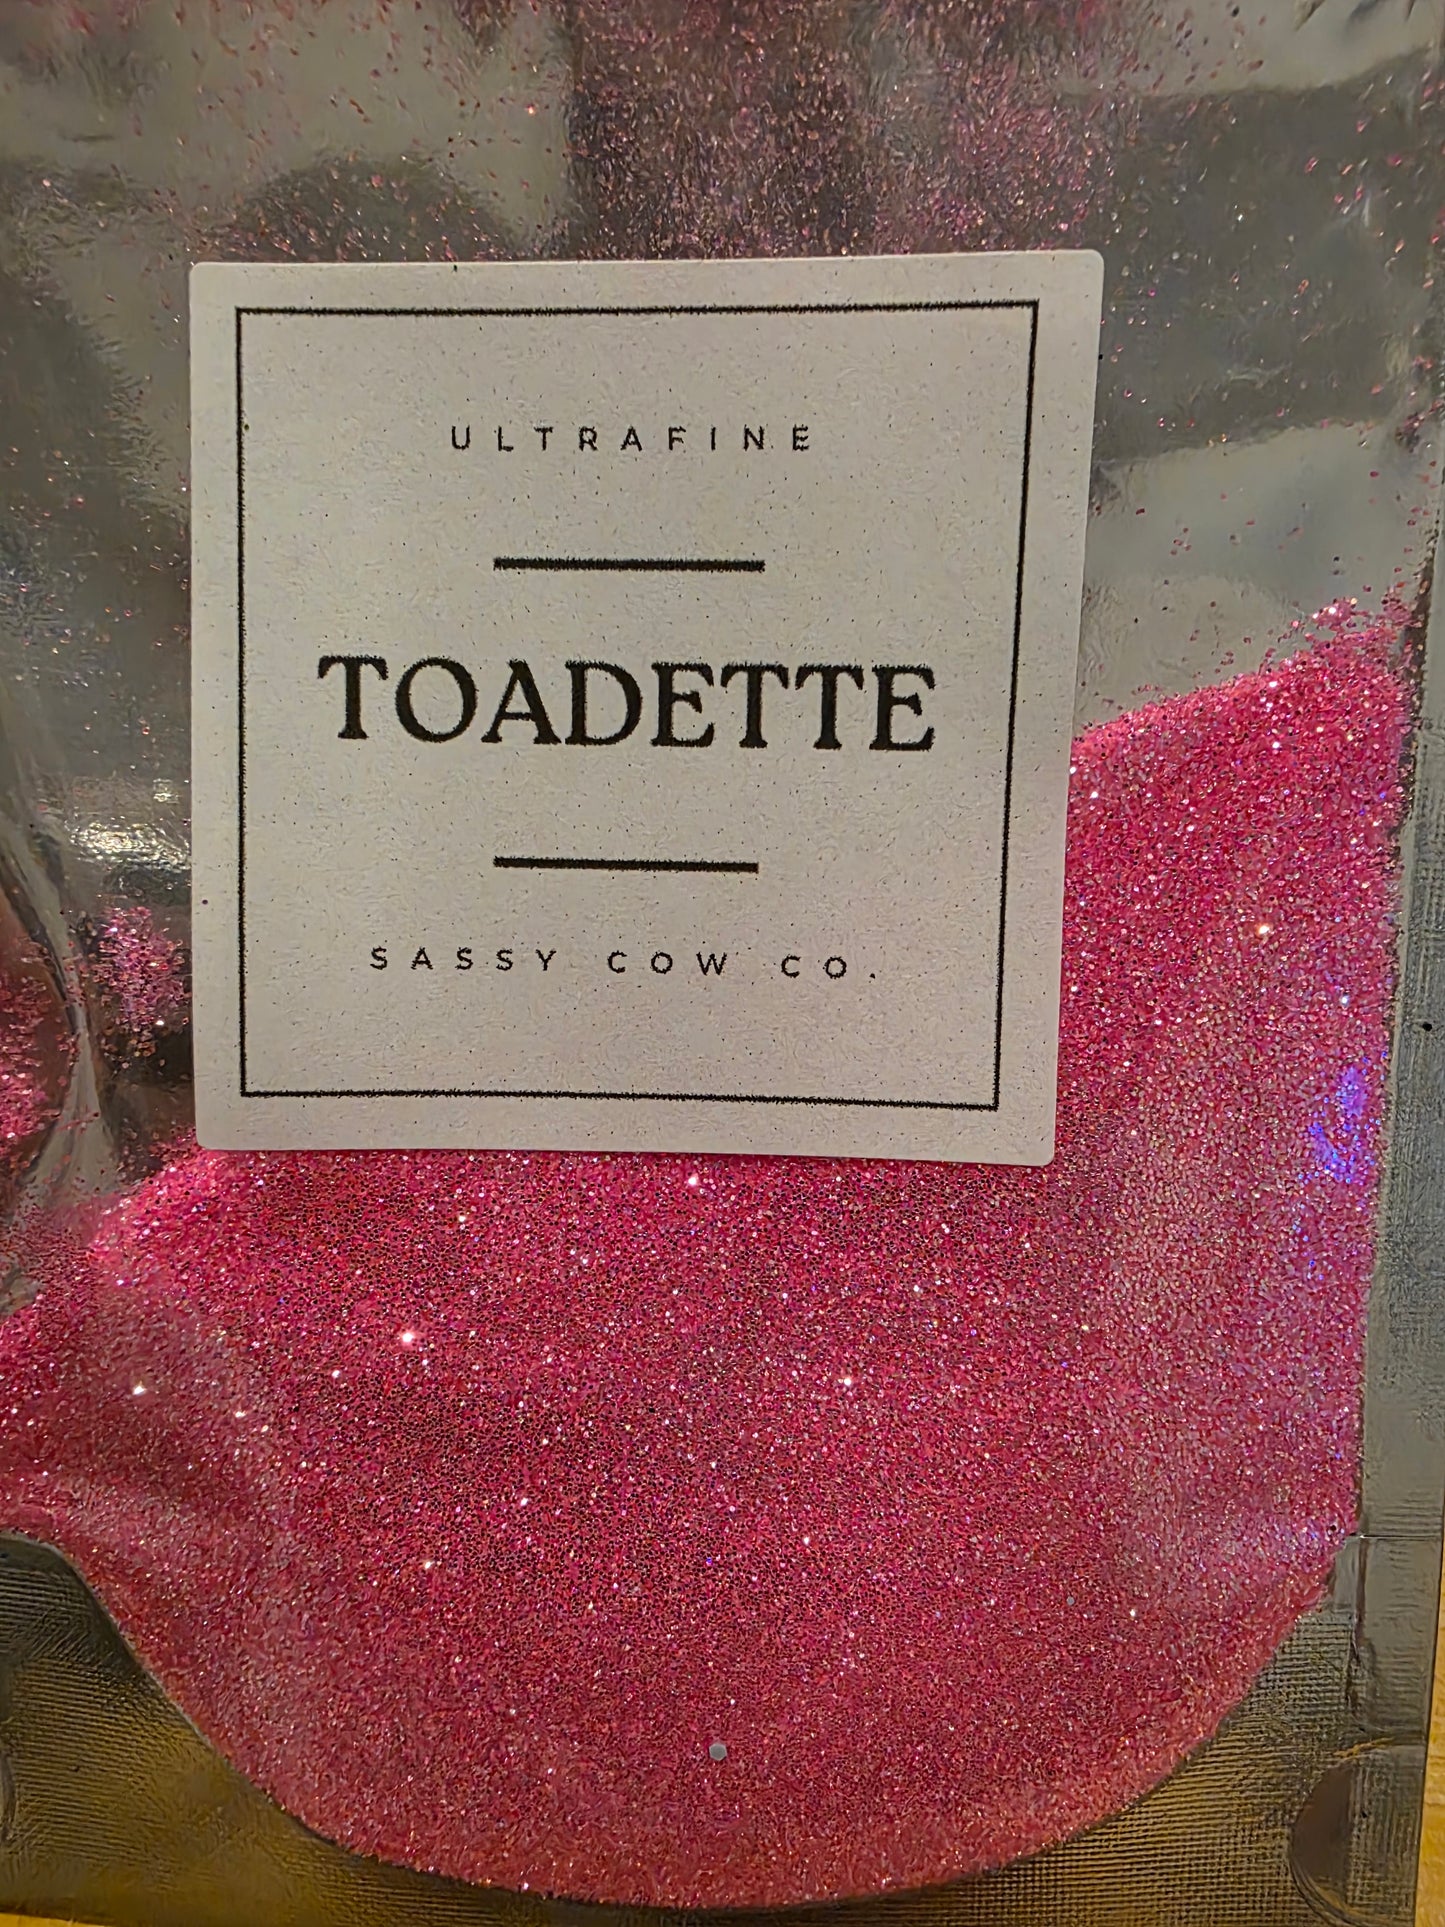 ULTRAFINE
TOADETTE
SASSY COW CO.